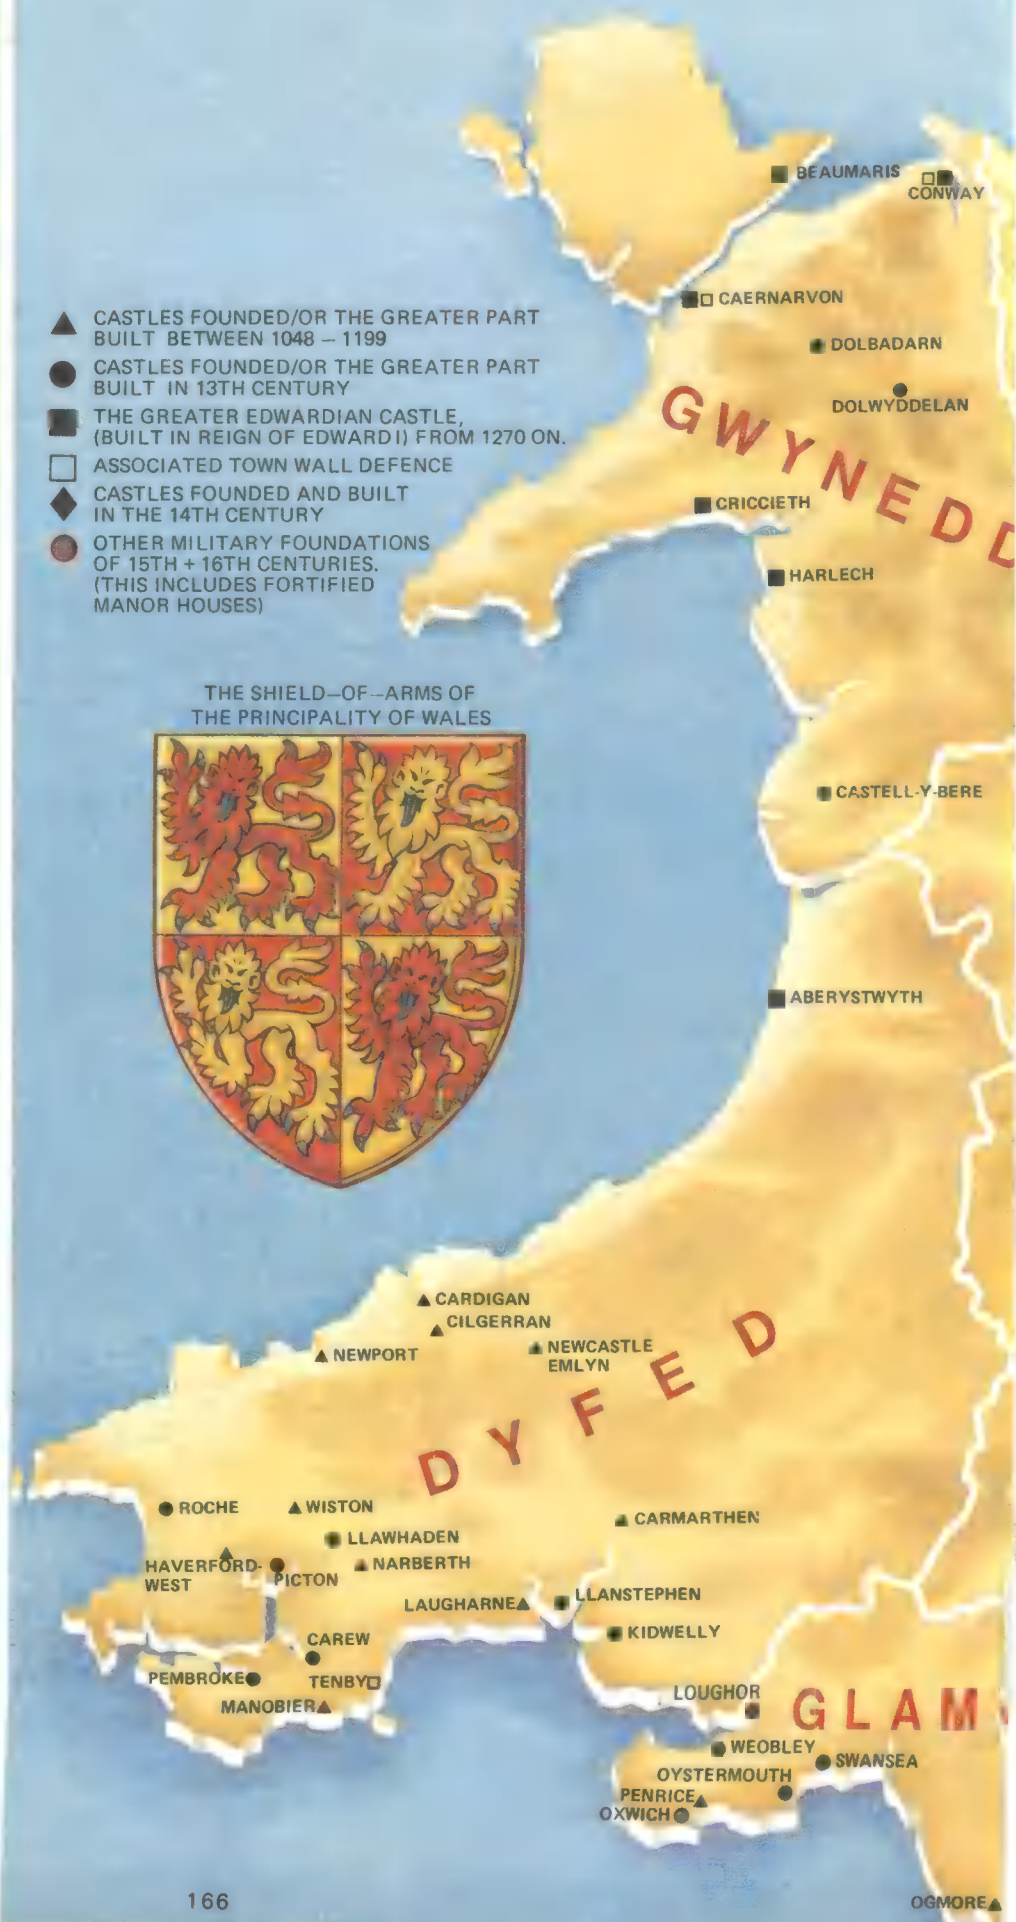 BEAUMARIS
CONWAY
CAERNARVON
DOLBADARN
DOLWYDDELAN
GWYNEDD
CRICCIETH
HARLECH
CASTELL-Y-BERE
ABERYSTWYTH
CASTLES FOUNDED/OR THE GREATER PART
BUILT BETWEEN 1048 – 1199
CASTLES FOUNDED/OR THE GREATER PART
BUILT IN 13TH CENTURY
THE GREATER EDWARDIAN CASTLE,
(BUILT IN REIGN OF EDWARD I) FROM 1270 ON.
ASSOCIATED TOWN WALL DEFENCE
CASTLES FOUNDED AND BUILT
IN THE 14TH CENTURY
OTHER MILITARY FOUNDATIONS
OF 15TH + 16TH CENTURIES.
(THIS INCLUDES FORTIFIED
MANOR HOUSES)
THE SHIELD–OF–ARMS OF
THE PRINCIPALITY OF WALES
CARDIGAN
CILGERRAN
NEWPORT
NEWCASTLE
EMLYN
DYFED
ROCHE
WISTON
LLAWHADEN
CARMARTHEN
HAVERFORD-
WEST
PICTON
NARBERTH
LAUGHARNE
LLANSTEPHEN
KIDWELLY
CAREW
PEMBROKE
TENBY
MANOBIER
LOUGHOR
GLAM
WEOBLEY
SWANSEA
OYSTERMOUTH
PENRICE
OXWICH
166
OGMORE